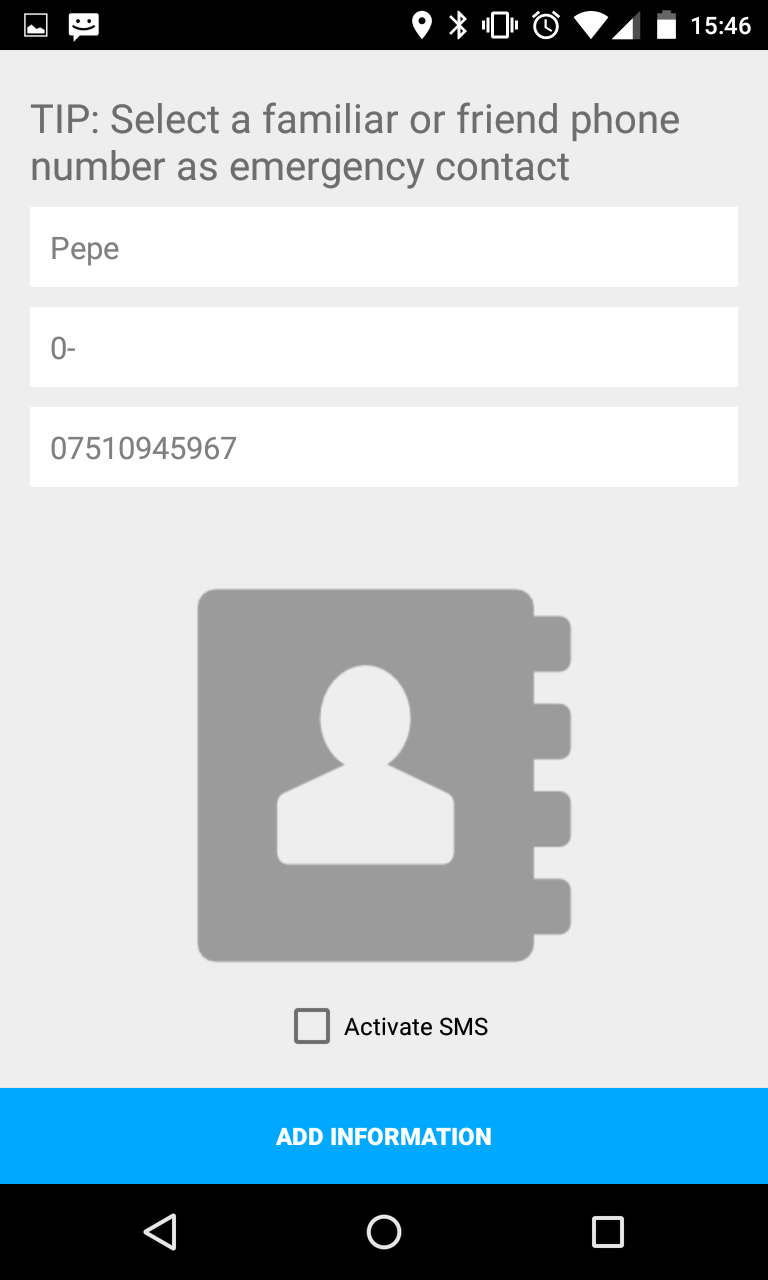 15:46
TIP: Select a familiar or friend phone
number as emergency contact
Pepe
0-
07510945967
Activate SMS
ADD INFORMATION